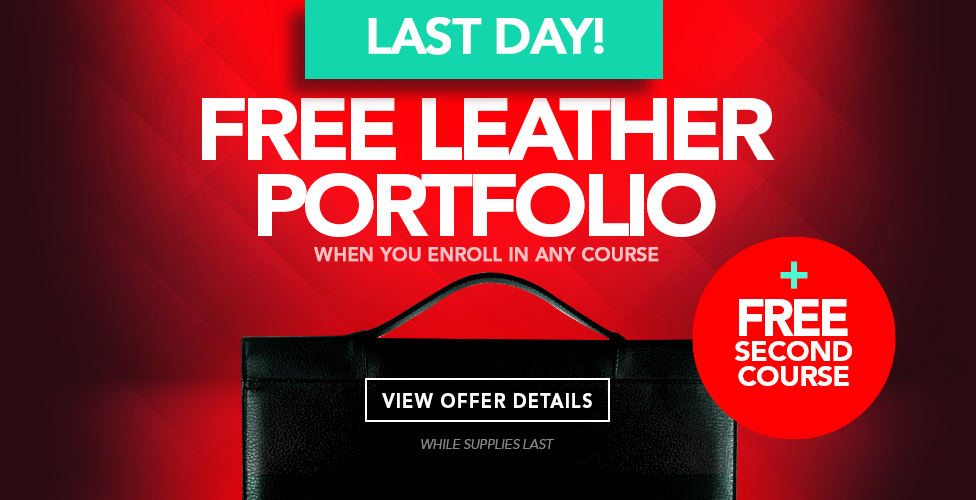 LAST DAY!
FREE LEATHER
PORTFOLIO
WHEN YOU ENROLL IN ANY COURSE
+
FREE
SECOND
COURSE
VIEW OFFER DETAILS
WHILE SUPPLIES LAST